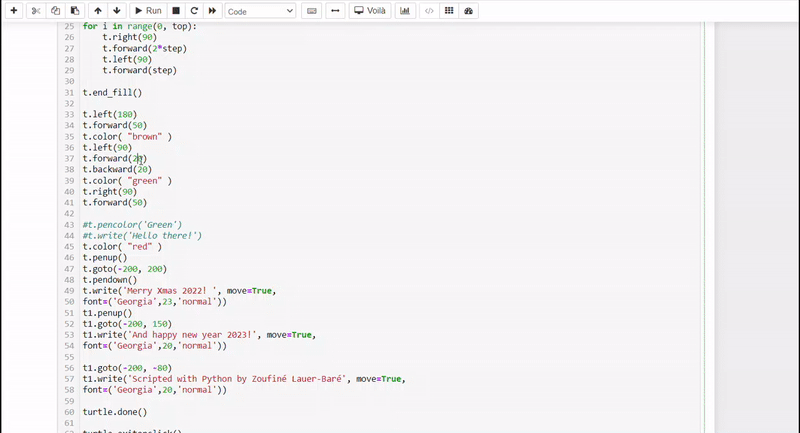 Run Code Voilà
25 for i in range(0, top):
26 t.right(90)
27 t.forward(2*step)
28 t.left(90)
29 t.forward(step)
30
31 t.end_fill()
32
33 t.left(180)
34 t.forward(50)
35 t.color( "brown" )
36 t.left(90)
37 t.forward(20)
38 t.backward(20)
39 t.color( "green" )
40 t.right(90)
41 t.forward(50)
42
43 #t.pencolor('Green')
44 #t.write('Hello there!')
45 t.color( "red" )
46 t.penup()
47 t.goto(-200, 200)
48 t.pendown()
49 t.write('Merry Xmas 2022! ', move=True,
50 font=('Georgia',23,'normal'))
51 t1.penup()
52 t1.goto(-200, 150)
53 t1.write('And happy new year 2023!', move=True,
54 font=('Georgia',20,'normal'))
55
56 t1.goto(-200, -80)
57 t1.write('Scripted with Python by Zoufiné Lauer-Baré', move=True,
58 font=('Georgia',20,'normal'))
59
60 turtle.done()
61